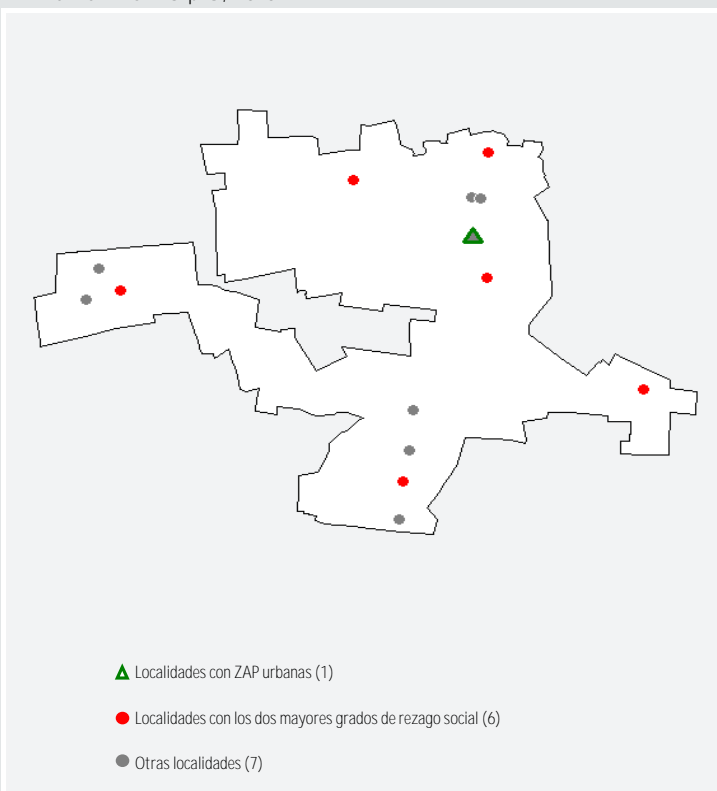 Localidades con ZAP urbanas (1)
Localidades con los dos mayores grados de rezago social (6)
Otras localidades (7)